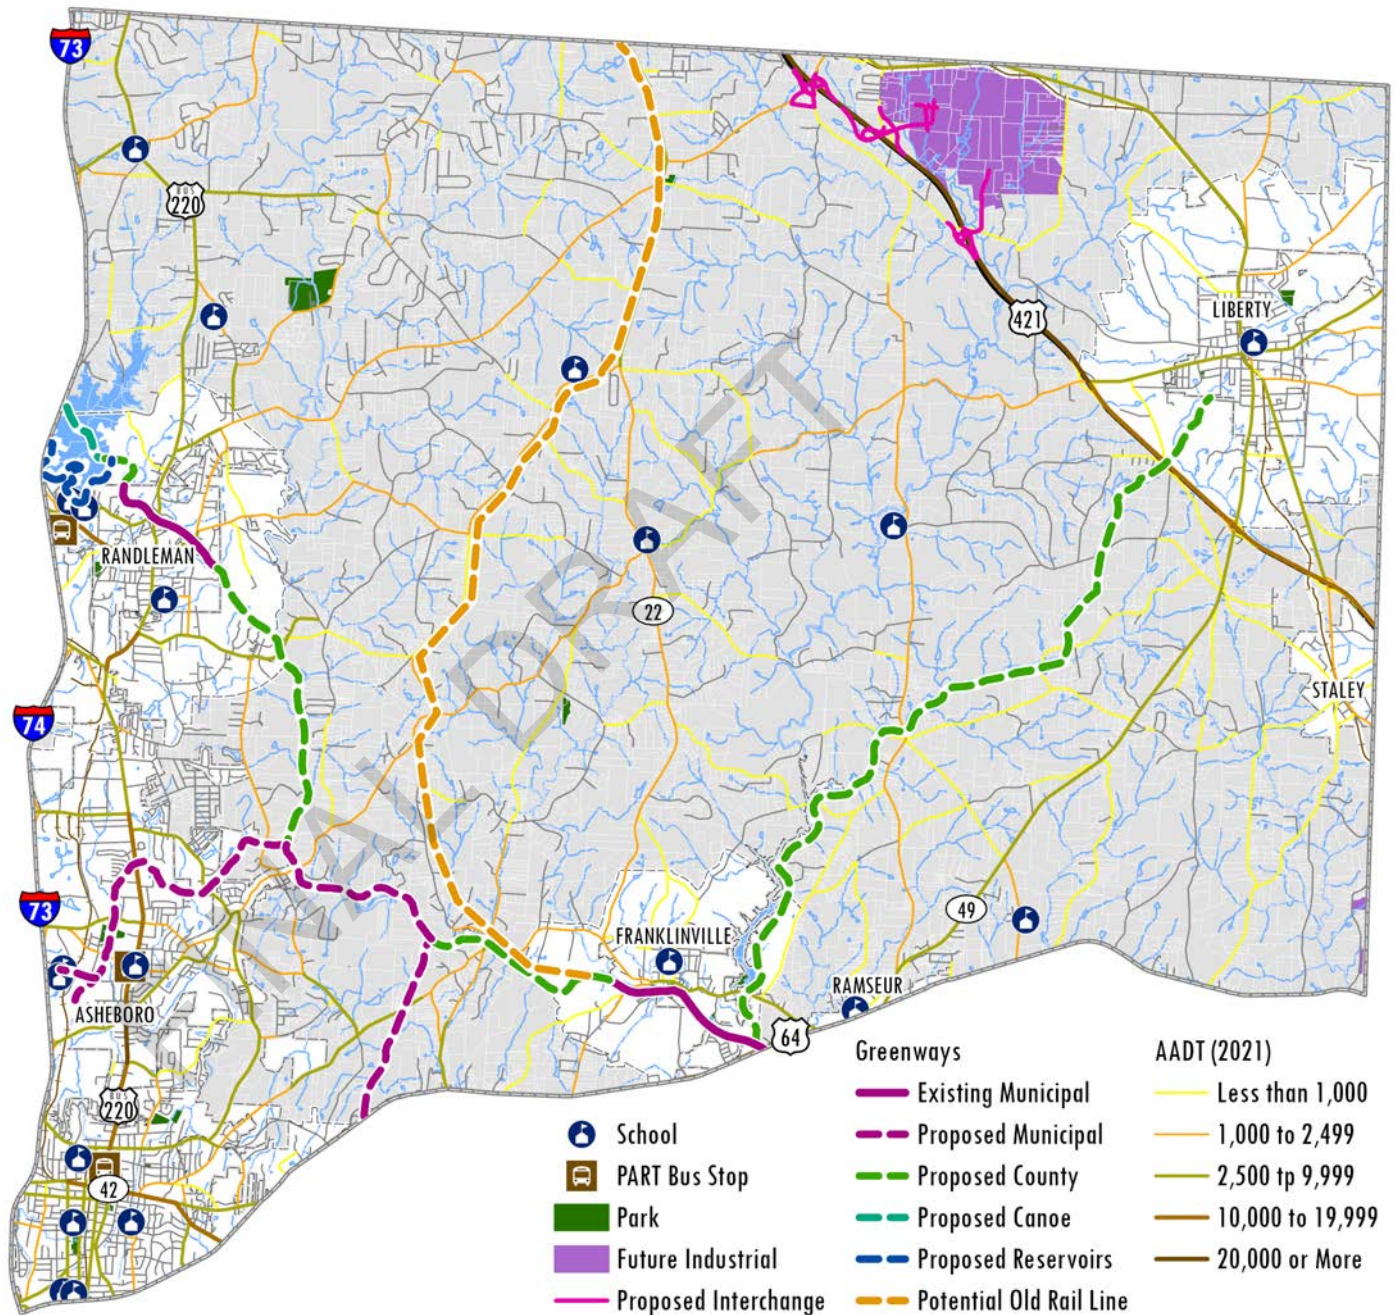 73
BUS
220
LIBERTY
421
RANDLEMAN
22
STALEY
74
73
49
FRANKLINVILLE
RAMSEUR
ASHEBORO
64
BUS
220
42
FINAL DRAFT
School
PART Bus Stop
Park
Future Industrial
Proposed Interchange
Greenways
Existing Municipal
Proposed Municipal
Proposed County
Proposed Canoe
Proposed Reservoirs
Potential Old Rail Line
AADT (2021)
Less than 1,000
1,000 to 2,499
2,500 tp 9,999
10,000 to 19,999
20,000 or More